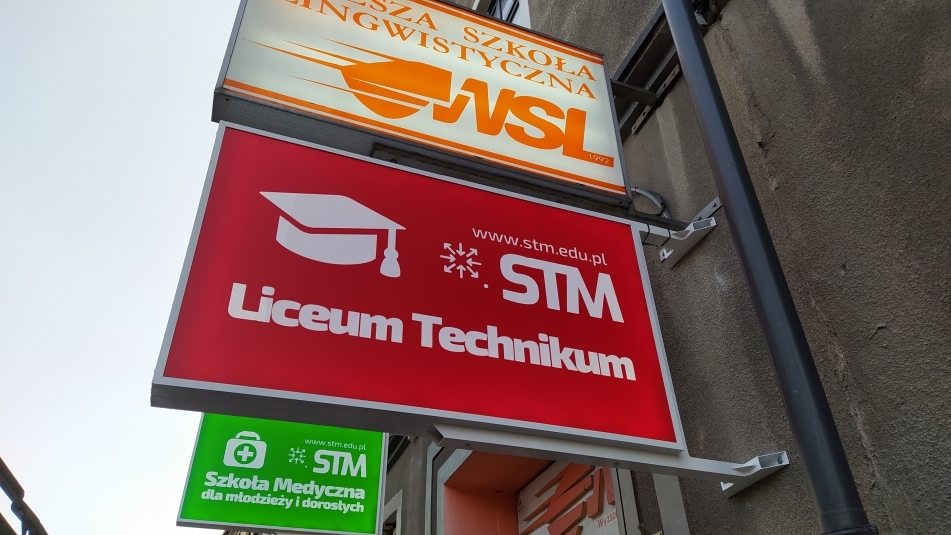 SZKOŁA
LINGWISTYCZNA
WSL
1992
www.stm.edu.pl
STM
Liceum Technikum
www.stm.edu.pl
STM
Szkoła Medyczna
dla młodzieży i dorosłych